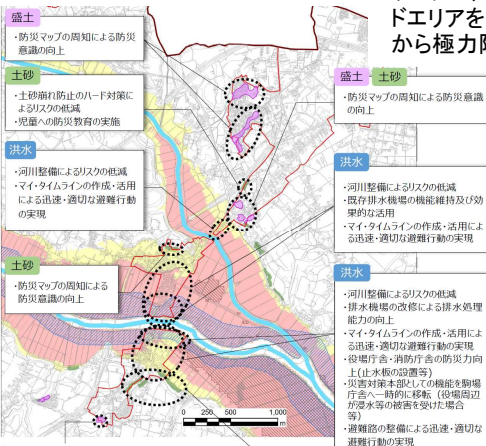 ドエリアを
から極力
盛土
・防災マップの周知による防災
意識の向上
土砂
・土砂崩れ防止のハード対策に
よるリスクの低減
・児童への防災教育の実施
洪水
・河川整備によるリスクの低減
・マイ・タイムラインの作成・活用
による迅速・適切な避難行動
の実現
土砂
・防災マップの周知による
防災意識の向上
盛土 土砂
・防災マップの周知による防災意識
の向上
洪水
・河川整備によるリスクの低減
・既存排水機場の機能維持及び効
果的な活用
・マイ・タイムラインの作成・活用によ
る迅速・適切な避難行動の実現
洪水
・河川整備によるリスクの低減
・排水機場の改修による排水処理
能力の向上
・マイ・タイムラインの作成・活用によ
る迅速・適切な避難行動の実現
・役場庁舎・消防庁舎の防災力向
上(止水板の設置等)
・災害対策本部としての機能を駒場
庁舎へ一時的に移転（役場周辺
が浸水等の被害を受けた場合
等）
・避難路の整備による迅速・適切な
避難行動の実現
0 250 500 1,000
m